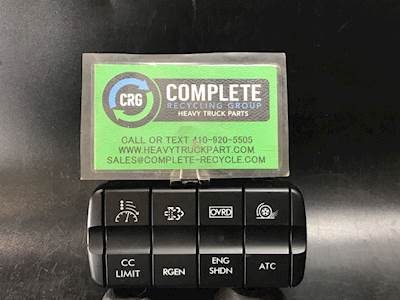 CRG
COMPLETE
RECYCLING GROUP
HEAVY TRUCK PARTS
CALL OR TEXT 410-920-5505
WWW.HEAVYTRUCKPART.COM
SALES@COMPLETE-RECYCLE.COM
OVRD
CC
LIMIT
RGEN
ENG
SHDN
ATC